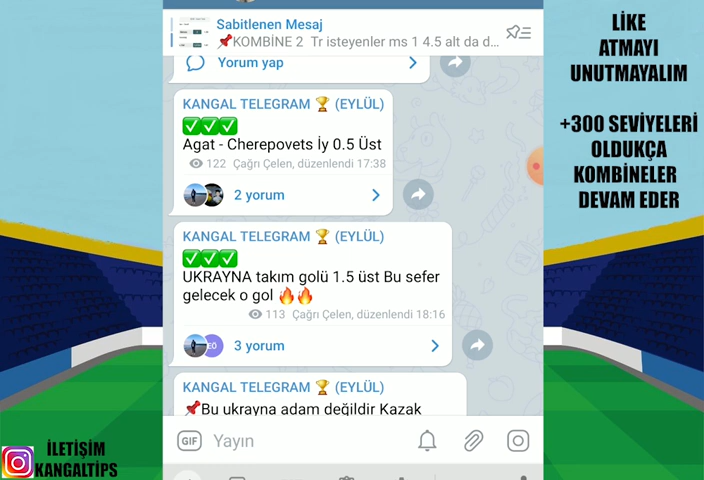 Sabitlenen Mesaj
📌KOMBİNE 2 Tr isteyenler ms 1 4.5 alt da d...
Yorum yap
KANGAL TELEGRAM 🏆 (EYLÜL)
✅✅✅
Agat - Cherepovets İy 0.5 Üst
122 Çağrı Çelen, düzenlendi 17:38
2 yorum
KANGAL TELEGRAM 🏆 (EYLÜL)
✅✅✅
UKRAYNA takım golü 1.5 üst Bu sefer
gelecek o gol 🔥🔥
113 Çağrı Çelen, düzenlendi 18:16
EÖ
3 yorum
KANGAL TELEGRAM 🏆 (EYLÜL)
📌Bu ukrayna adam değildir Kazak
GIF Yayın
LİKE
ATMAYI
UNUTMAYALIM
+300 SEVİYELERİ
OLDUKÇA
KOMBİNELER
DEVAM EDER
İLETİŞİM
KANGALTİPS